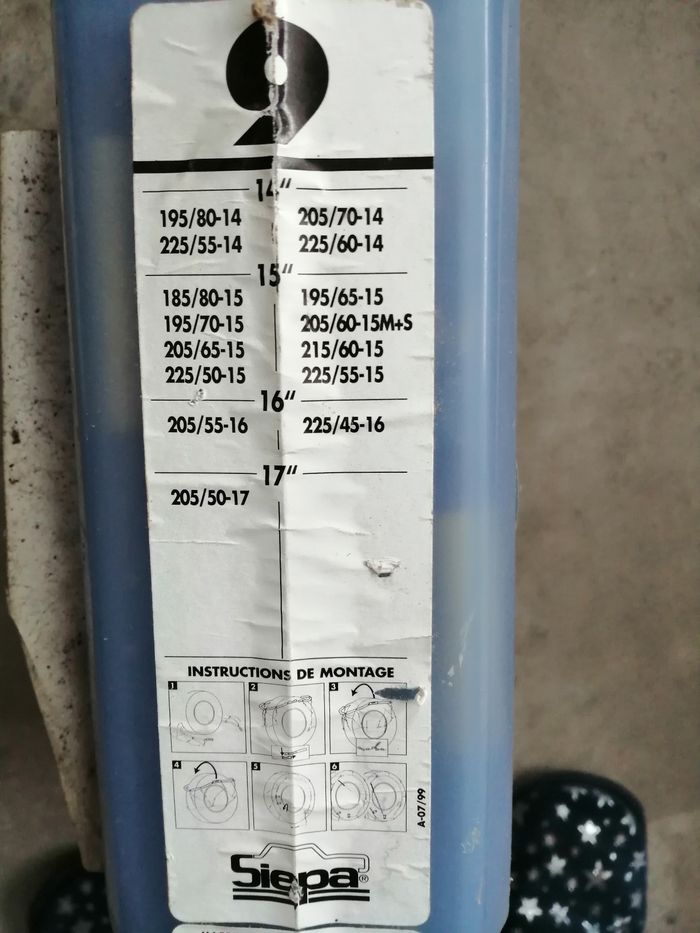 9
14“
195/80-14 205/70-14
225/55-14 225/60-14
15“
185/80-15 195/65-15
195/70-15 205/60-15M+S
205/65-15 215/60-15
225/50-15 225/55-15
16“
205/55-16 225/45-16
17“
205/50-17
INSTRUCTIONS DE MONTAGE
1 2 3
4 5 6
A-07/99
Siepa®